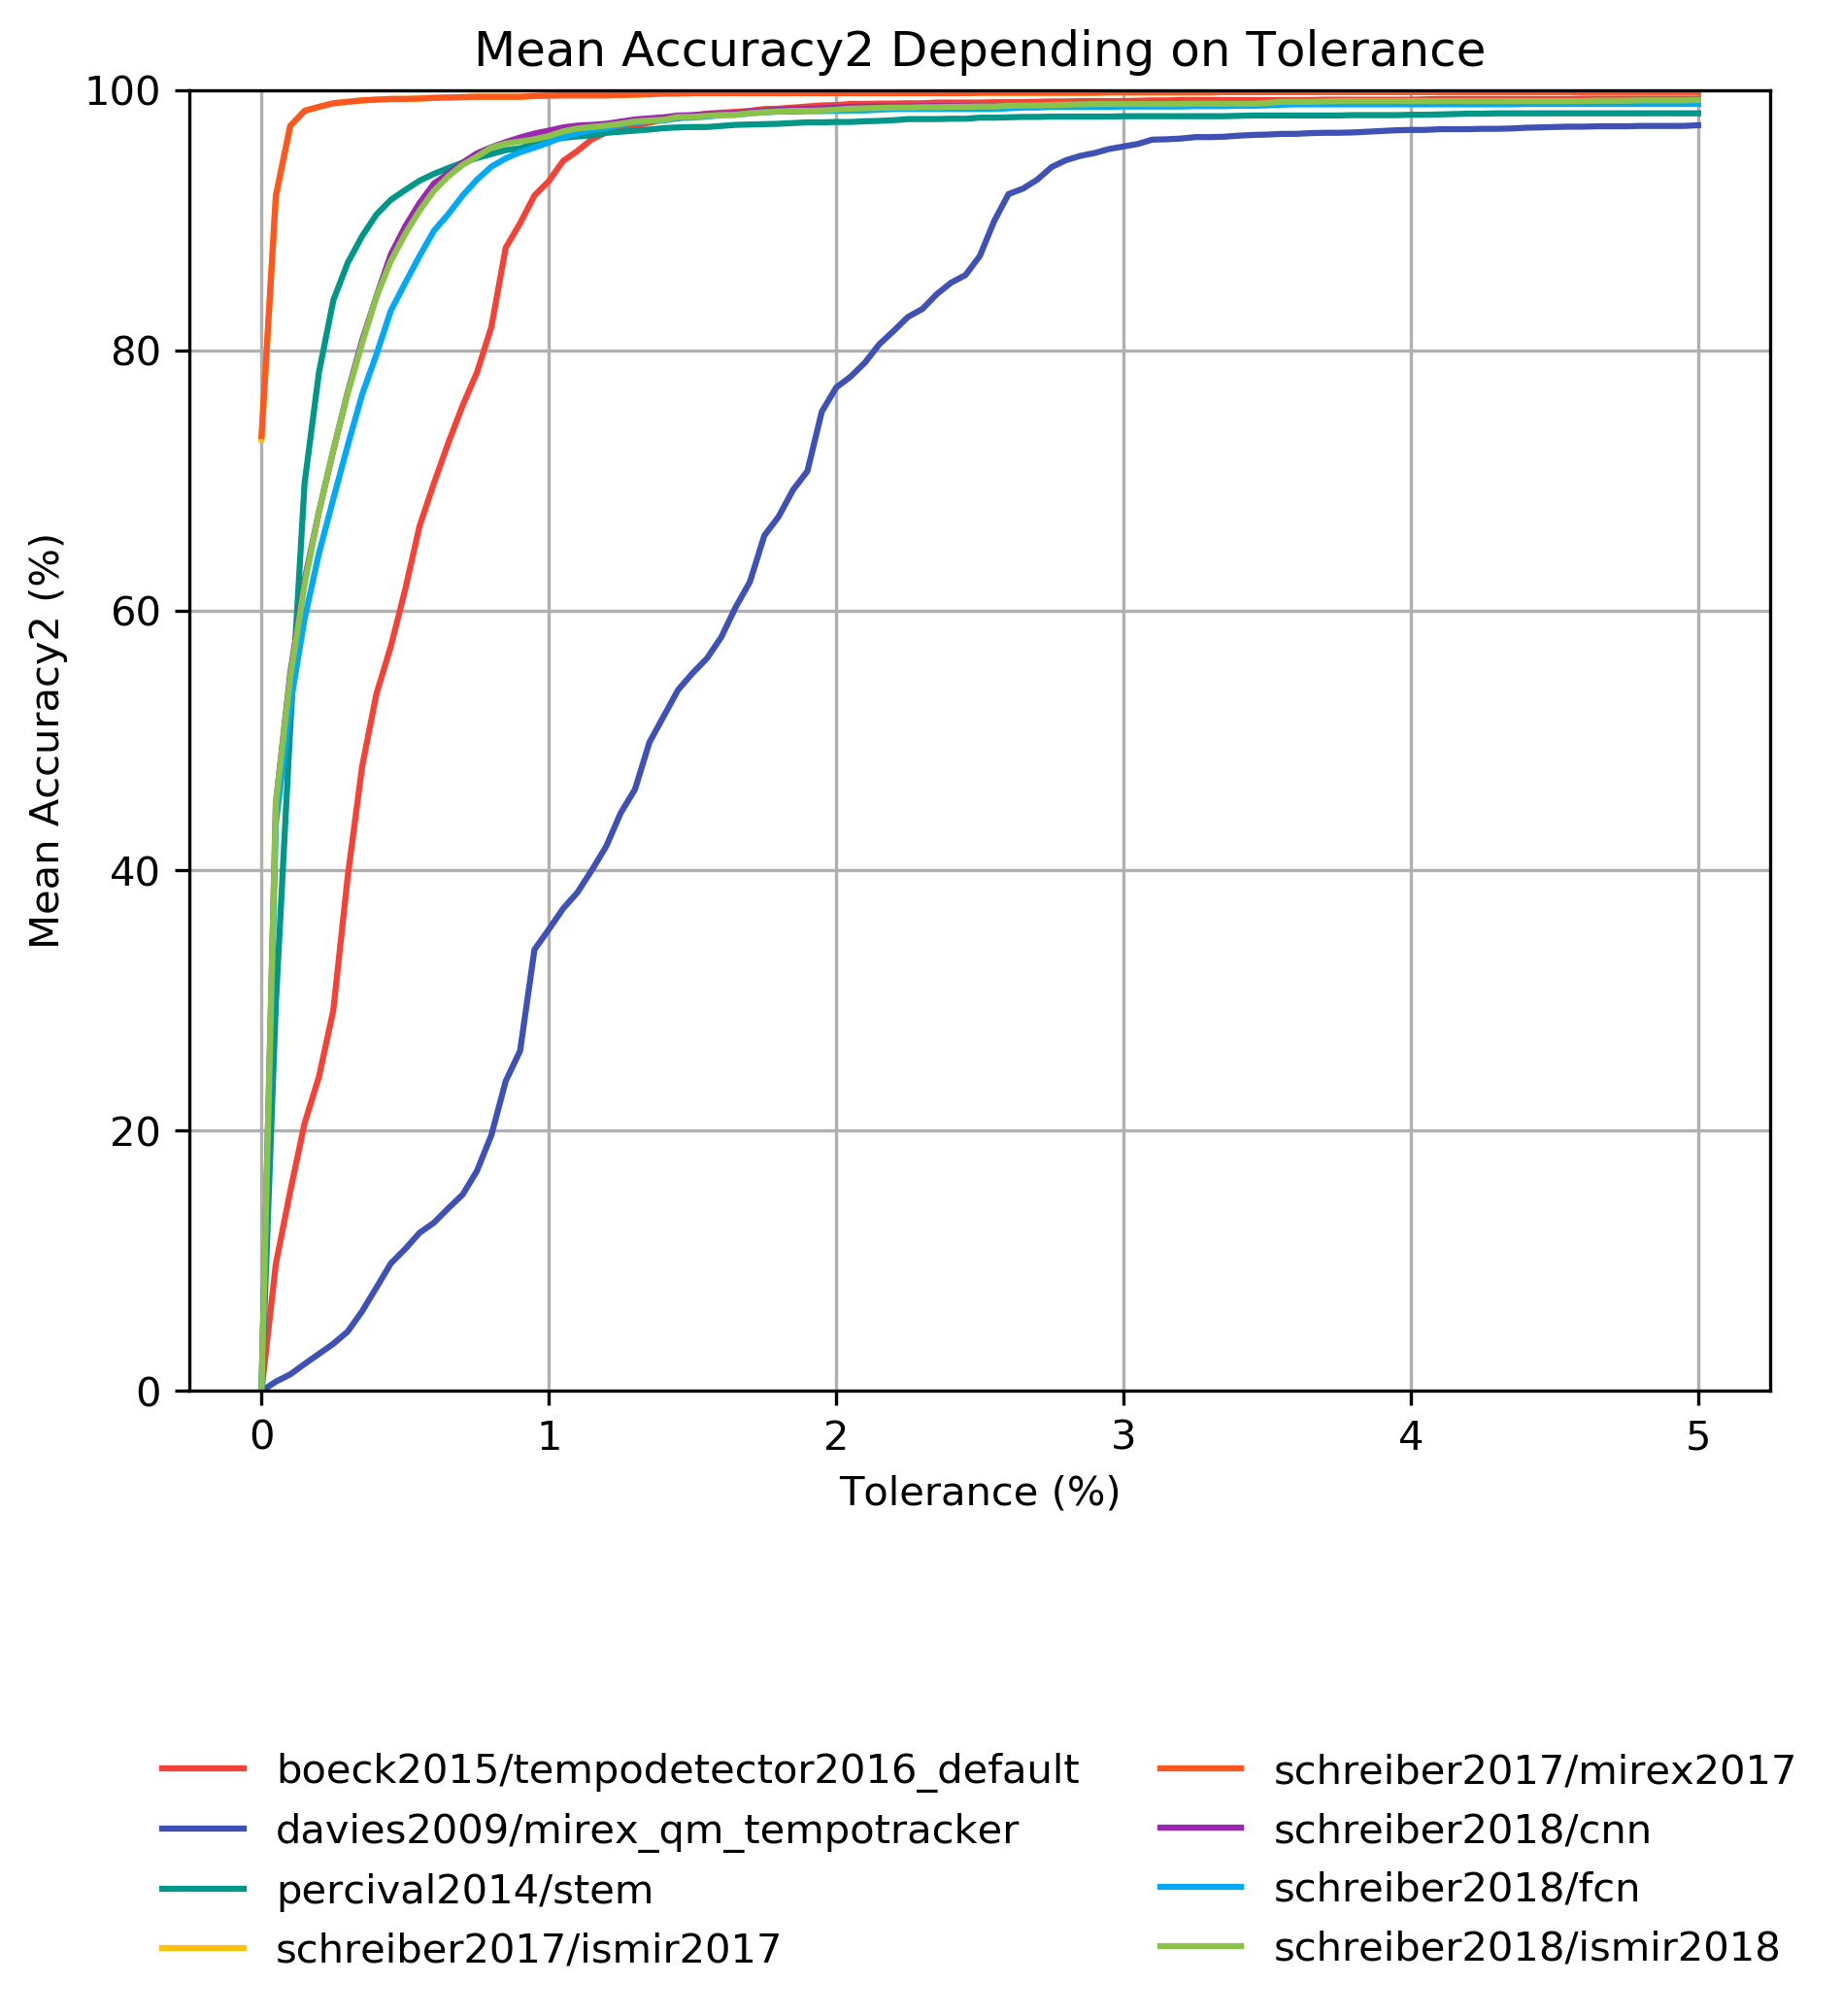 Mean Accuracy2 Depending on Tolerance
100
80
60
40
20
0
Mean Accuracy2 (%)
0 1 2 3 4 5
Tolerance (%)
boeck2015/tempodetector2016_default
davies2009/mirex_qm_tempotracker
percival2014/stem
schreiber2017/ismir2017
schreiber2017/mirex2017
schreiber2018/cnn
schreiber2018/fcn
schreiber2018/ismir2018